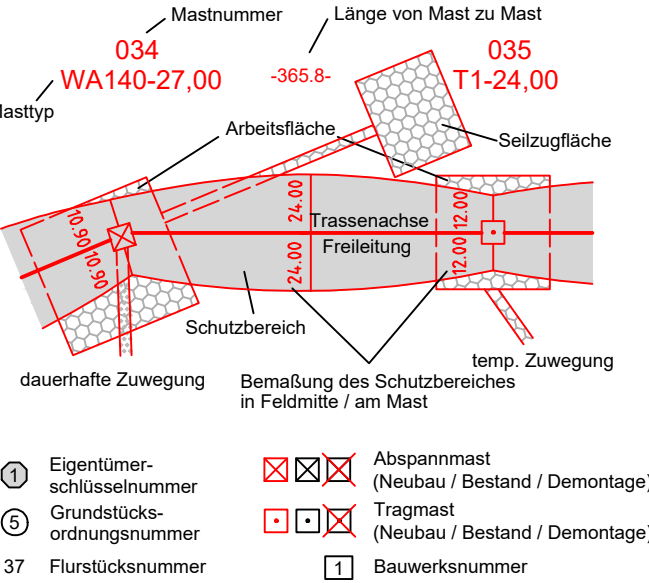 Mastnummer
Länge von Mast zu Mast
034
035
WA140-27,00
-365.8-
T1-24,00
Masttyp
Arbeitsfläche
Seilzugfläche
10.90
10.90
24.00
24.00
12.00
12.00
Trassenachse
Freileitung
Schutzbereich
temp. Zuwegung
dauerhafte Zuwegung
Bemaßung des Schutzbereiches
in Feldmitte / am Mast
1
Eigentümer-
schlüsselnummer
Abspannmast
(Neubau / Bestand / Demontage)
5
Grundstücks-
ordnungsnummer
Tragmast
(Neubau / Bestand / Demontage)
37
Flurstücksnummer
1
Bauwerksnummer